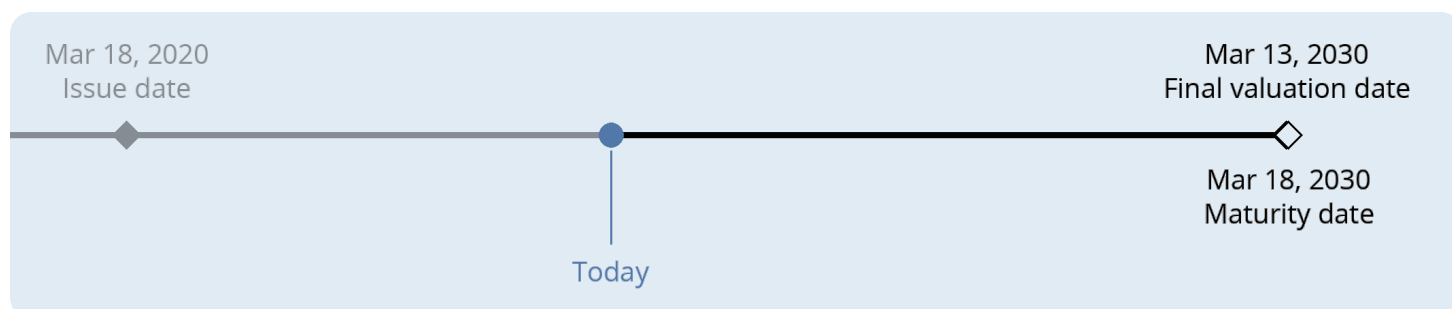 Mar 18, 2020
Issue date
Mar 13, 2030
Final valuation date
Mar 18, 2030
Maturity date
Today